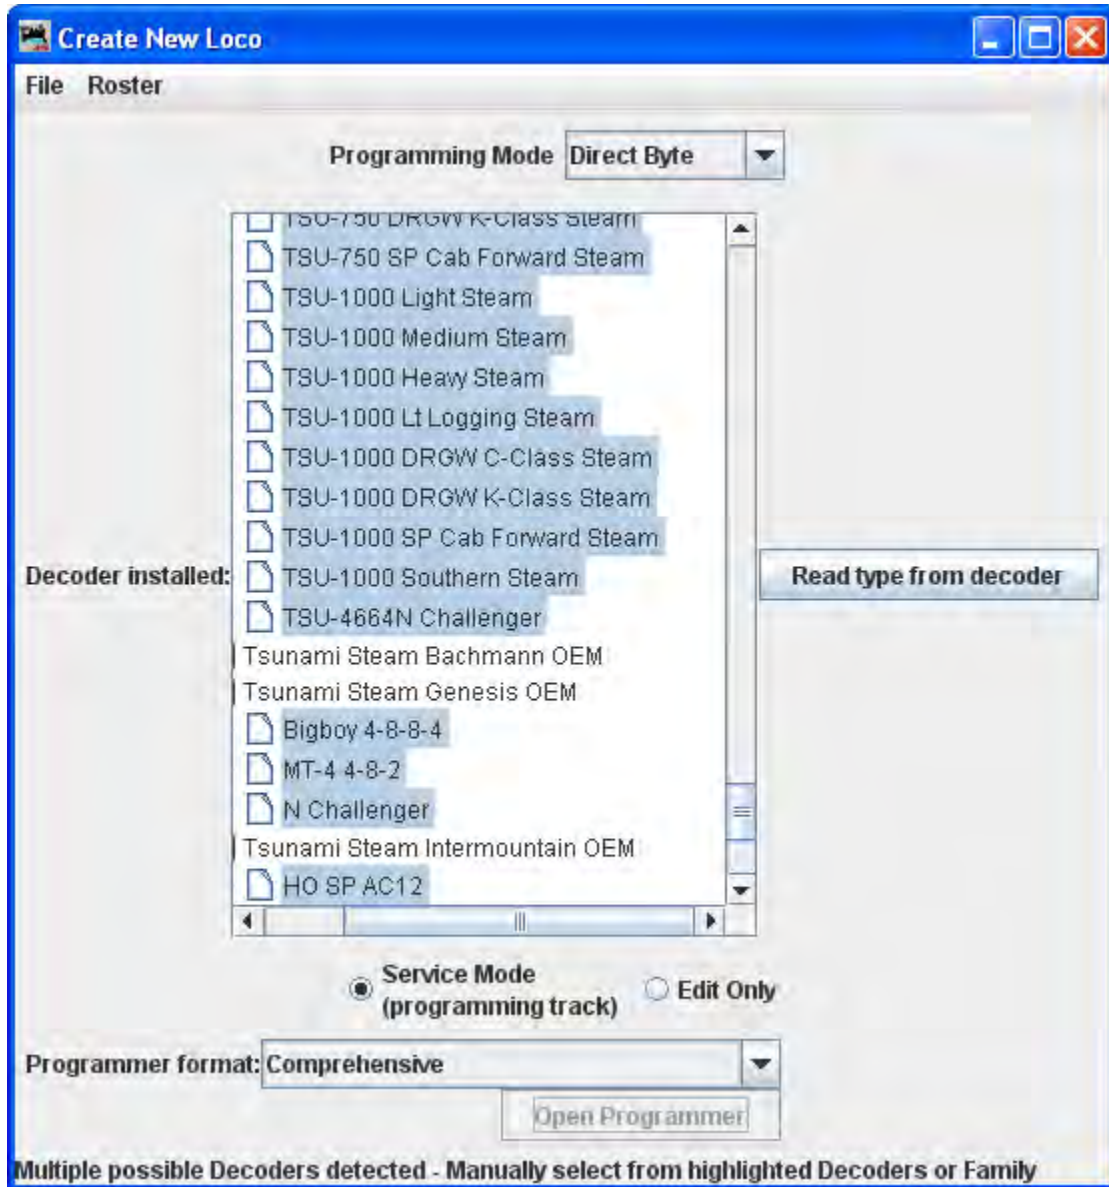 Create New Loco
File Roster
Programming Mode Direct Byte
TSU-750 DRGW K-Class Steam
TSU-750 SP Cab Forward Steam
TSU-1000 Light Steam
TSU-1000 Medium Steam
TSU-1000 Heavy Steam
TSU-1000 Lt Logging Steam
TSU-1000 DRGW C-Class Steam
TSU-1000 DRGW K-Class Steam
TSU-1000 SP Cab Forward Steam
Decoder installed: TSU-1000 Southern Steam Read type from decoder
TSU-4664N Challenger
Tsunami Steam Bachmann OEM
Tsunami Steam Genesis OEM
Bigboy 4-8-8-4
MT-4 4-8-2
N Challenger
Tsunami Steam Intermountain OEM
HO SP AC12
Service Mode
(programming track) Edit Only
Programmer format: Comprehensive
Open Programmer
Multiple possible Decoders detected - Manually select from highlighted Decoders or Family